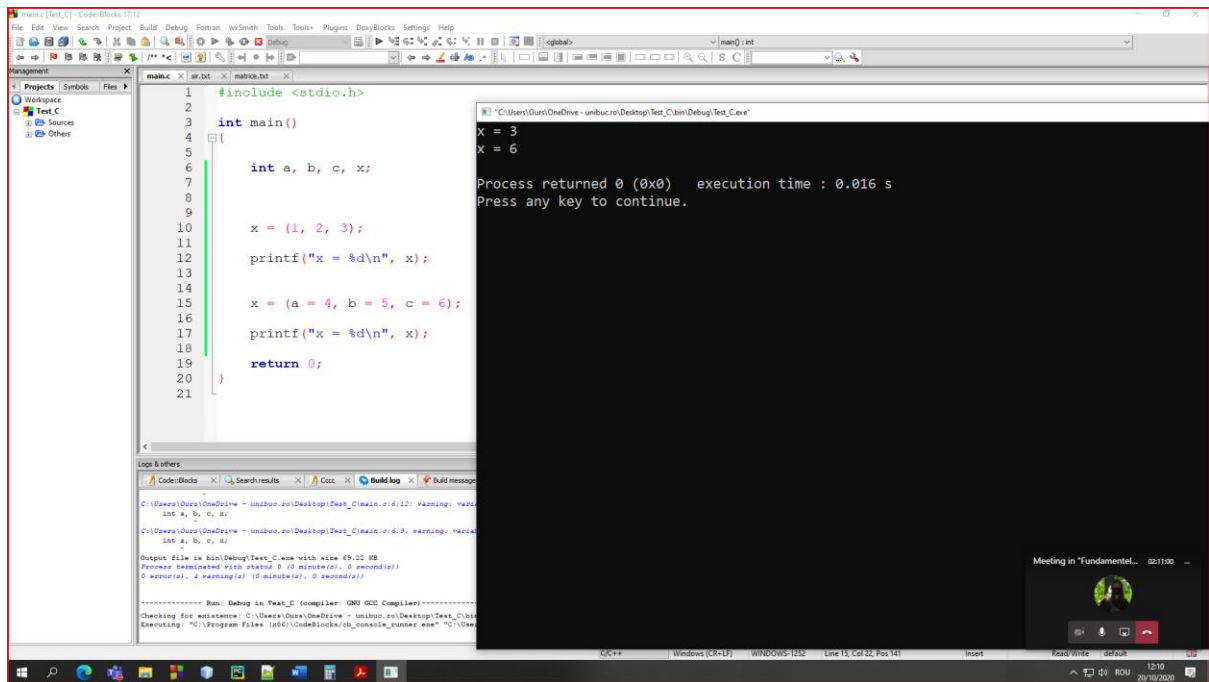 main.c [Test_C] - Code::Blocks 17.12
File Edit View Search Project Build Debug Fortran wxSmith Tools Tools+ Plugins DoxyBlocks Settings Help
Debug
<global>
main() : int
/** *<
S C
Management
Projects Symbols Files
Workspace
Test_C
Sources
Others
main.c sr.txt matrice.txt
1 #include <stdio.h>
2
3 int main()
4 {
5
6 int a, b, c, x;
7
8
9
10 x = (1, 2, 3);
11
12 printf("x = %d\n", x);
13
14
15 x = (a = 4, b = 5, c = 6);
16
17 printf("x = %d\n", x);
18
19 return 0;
20 }
21
"C:\Users\Ours\OneDrive - unibuc.ro\Desktop\Test_C\bin\Debug\Test_C.exe"
x = 3
x = 6
Process returned 0 (0x0) execution time : 0.016 s
Press any key to continue.
Logs & others
Code::Blocks Search results Cccc Build log Build message
C:\Users\Ours\OneDrive - unibuc.ro\Desktop\Test_C\main.c:6:12: warning: vari
int a, b, c, x;
C:\Users\Ours\OneDrive - unibuc.ro\Desktop\Test_C\main.c:6:9: warning: varia
int a, b, c, x;
Output file is bin\Debug\Test_C.exe with size 69.22 KB
Process terminated with status 0 (0 minute(s), 0 second(s))
0 error(s), 4 warning(s) (0 minute(s), 0 second(s))
-------------- Run: Debug in Test_C (compiler: GNU GCC Compiler)---------------
Checking for existence: C:\Users\Ours\OneDrive - unibuc.ro\Desktop\Test_C\bin
Executing: "C:\Program Files (x86)\CodeBlocks/cb_console_runner.exe" "C:\Use
Meeting in "Fundamentel... 02:11:00
C/C++ Windows (CR+LF) WINDOWS-1252 Line 15, Col 22, Pos 141 Insert Read/Write default
ROU 12:10
20/10/2020